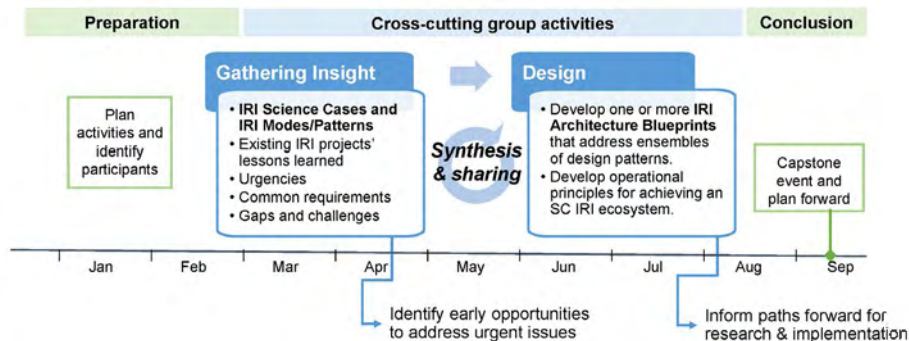 Preparation
Cross-cutting group activities
Conclusion
Plan
activities and
identify
participants
Gathering Insight
• IRI Science Cases and
IRI Modes/Patterns
• Existing IRI projects'
lessons learned
• Urgencies
• Common requirements
• Gaps and challenges
Synthesis
& sharing
Design
• Develop one or more IRI
Architecture Blueprints
that address ensembles
of design patterns.
• Develop operational
principles for achieving an
SC IRI ecosystem.
Capstone
event and
plan forward
Jan
Feb
Mar
Apr
May
Jun
Jul
Aug
Sep
Identify early opportunities
to address urgent issues
Inform paths forward for
research & implementation